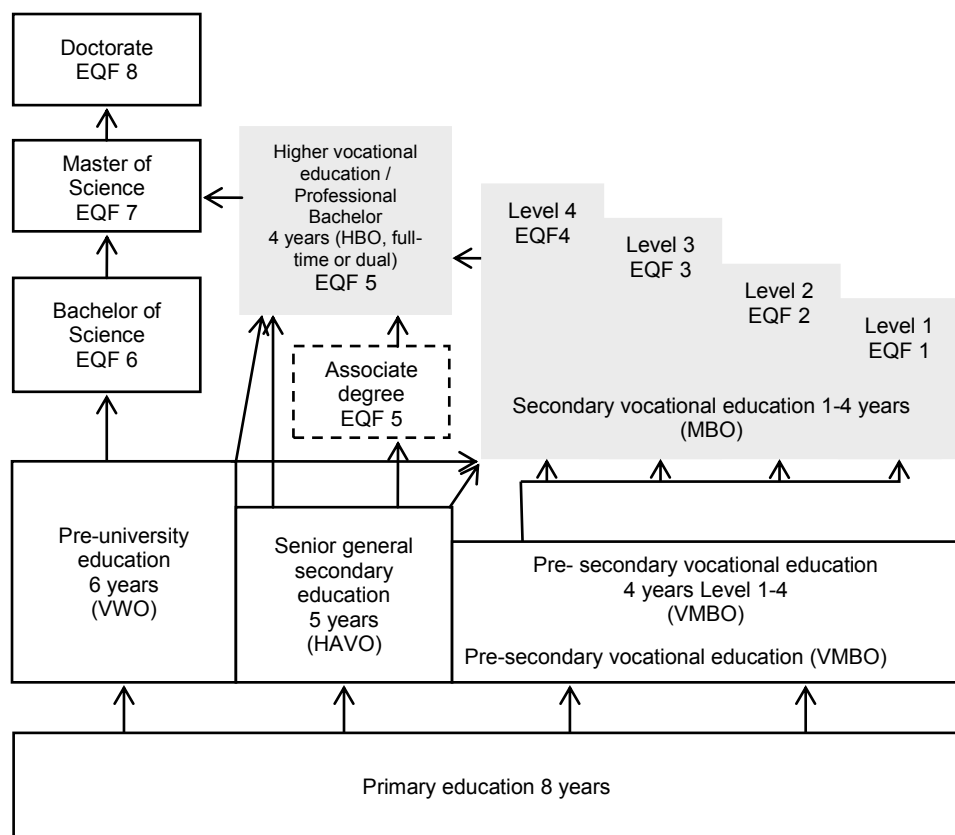 Doctorate
EQF 8
Master of
Science
EQF 7
Bachelor of
Science
EQF 6
Higher vocational
education /
Professional
Bachelor
4 years (HBO, full-
time or dual)
EQF 5
Associate
degree
EQF 5
Level 4
EQF4
Level 3
EQF 3
Level 2
EQF 2
Level 1
EQF 1
Secondary vocational education 1-4 years
(MBO)
Pre-university
education
6 years
(VWO)
Senior general
secondary
education
5 years
(HAVO)
Pre- secondary vocational education
4 years Level 1-4
(VMBO)
Pre-secondary vocational education (VMBO)
Primary education 8 years